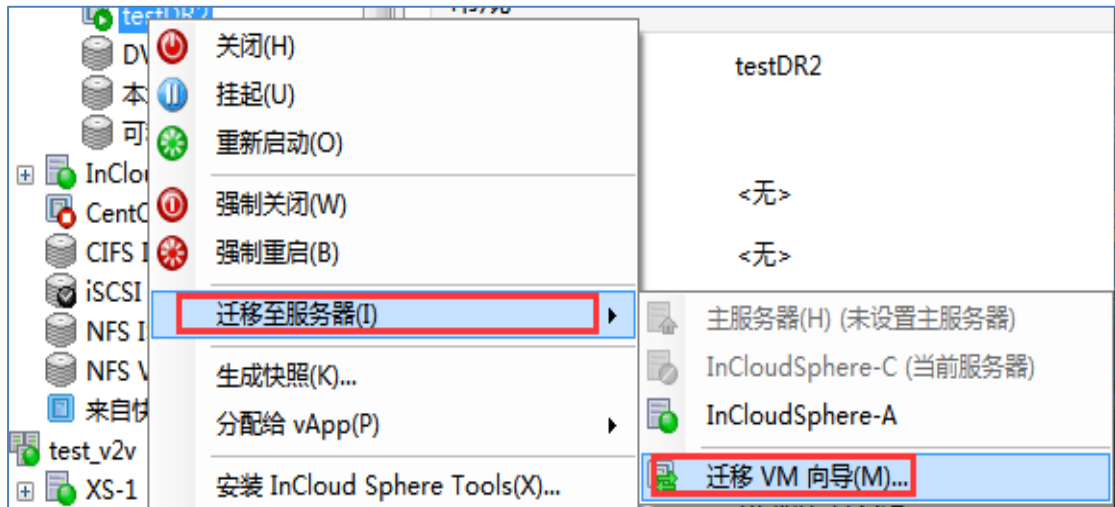 testDR2
关闭(H)
testDR2
挂起(U)
重新启动(O)
<无>
InClou
强制关闭(W)
CentC
强制重启(B)
<无>
CIFS I
iSCSI
迁移至服务器(I)
主服务器(H) (未设置主服务器)
NFS I
InCloudSphere-C (当前服务器)
生成快照(K)...
NFS V
InCloudSphere-A
来自快
分配给 vApp(P)
test_v2v
迁移 VM 向导(M)...
XS-1
安装 InCloud Sphere Tools(X)...